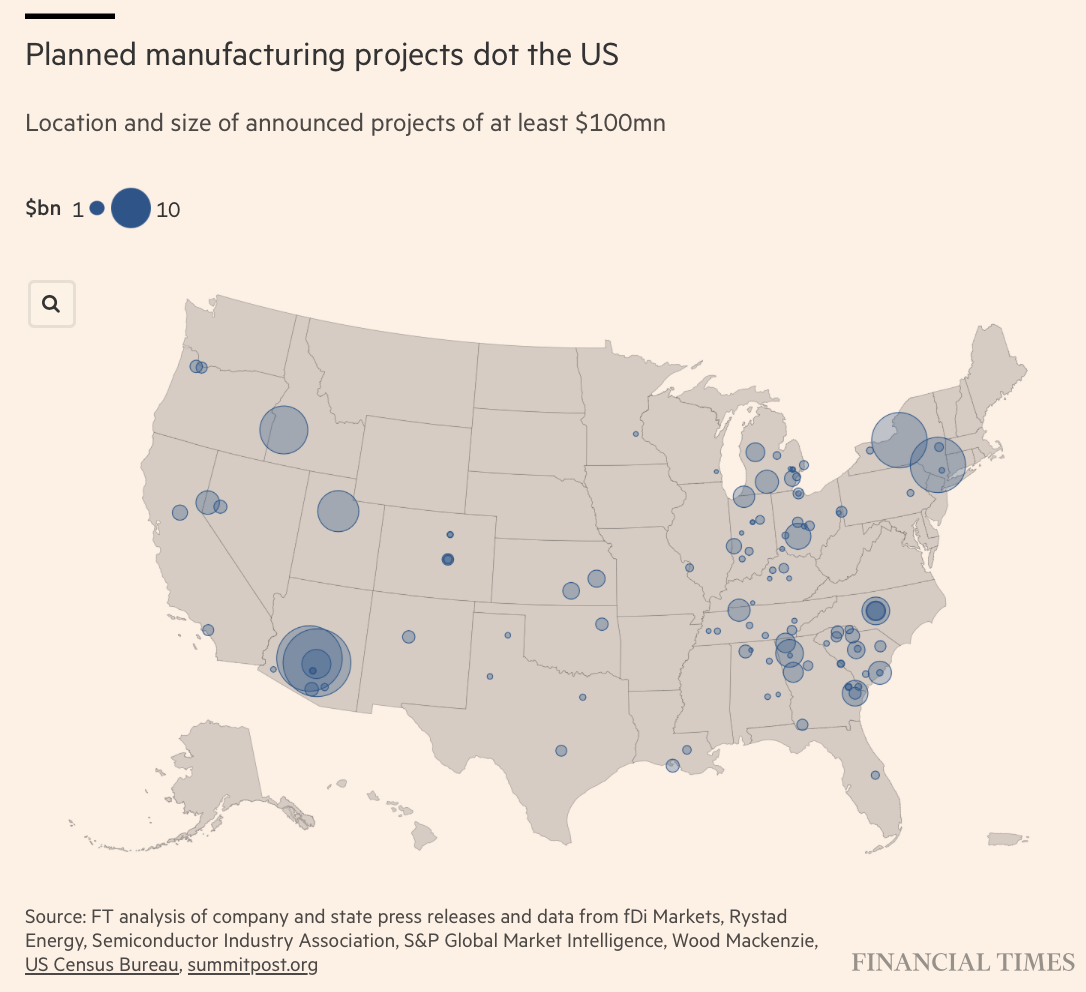 Planned manufacturing projects dot the US
Location and size of announced projects of at least $100mn
$bn 1 10
Source: FT analysis of company and state press releases and data from fDi Markets, Rystad
Energy, Semiconductor Industry Association, S&P Global Market Intelligence, Wood Mackenzie,
US Census Bureau, summitpost.org
FINANCIAL TIMES